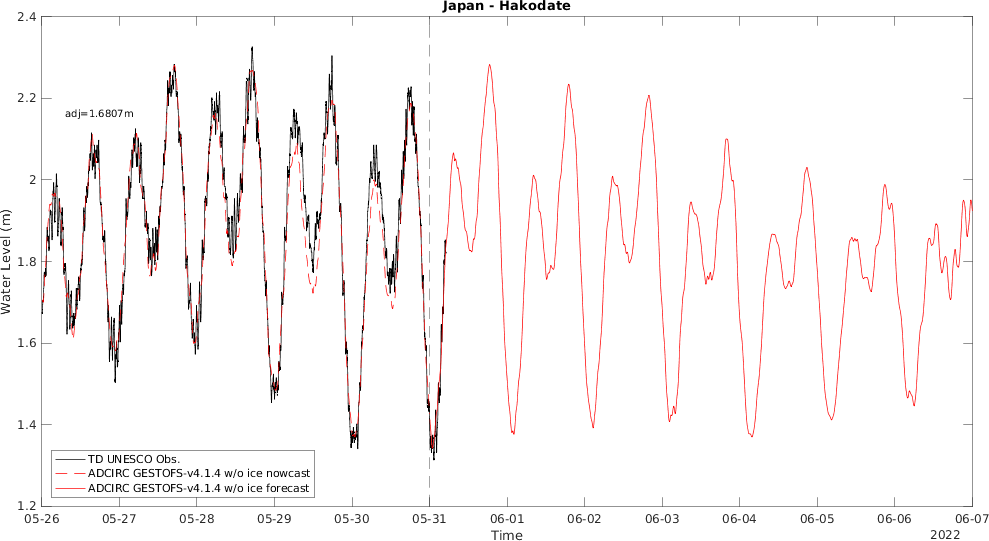 Japan - Hakodate
2.4
2.2
2
1.8
1.6
1.4
1.2
Water Level (m)
adj=1.6807m
TD UNESCO Obs.
ADCIRC GESTOFS-v4.1.4 w/o ice nowcast
ADCIRC GESTOFS-v4.1.4 w/o ice forecast
05-26 05-27 05-28 05-29 05-30 05-31 06-01 06-02 06-03 06-04 06-05 06-06 06-07
Time
2022